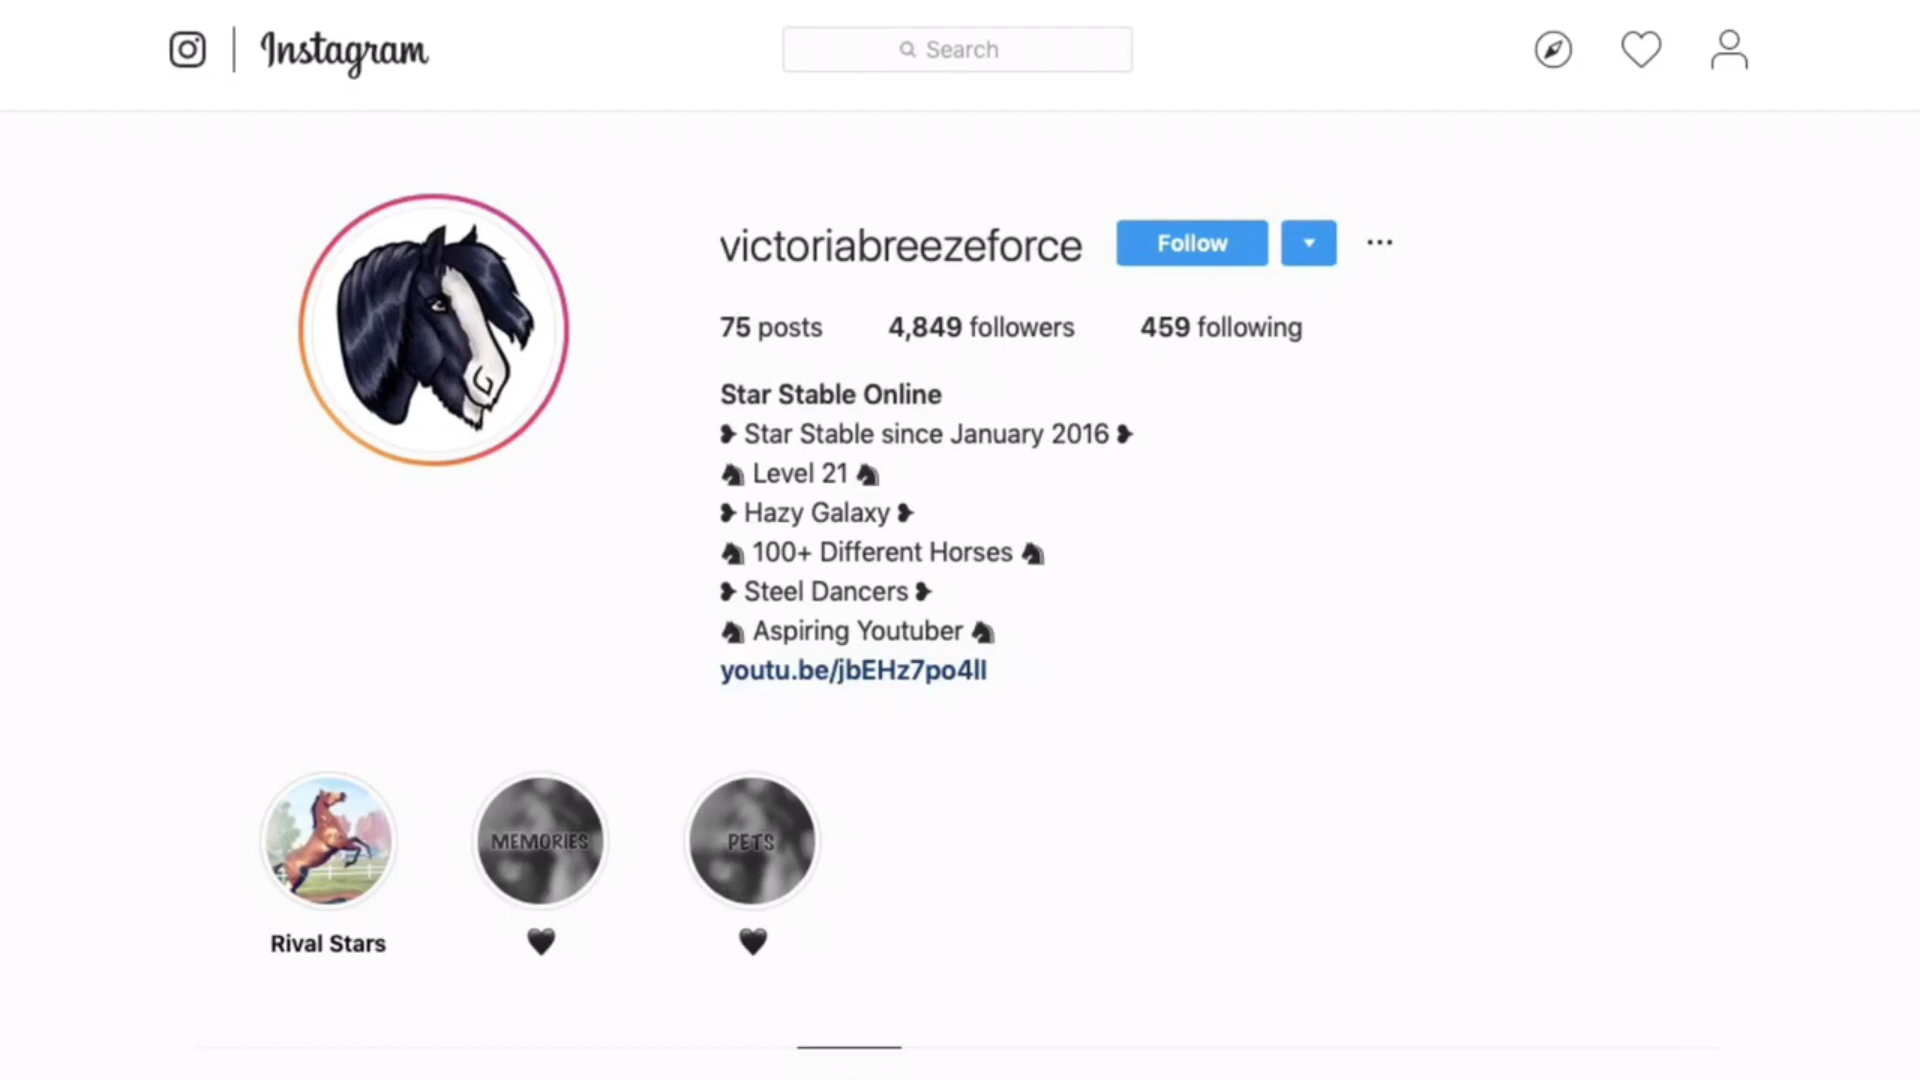 Instagram
Search
victoriabreezeforce
Follow
75 posts 4,849 followers 459 following
Star Stable Online
❥ Star Stable since January 2016 ❥
♞ Level 21 ♞
❥ Hazy Galaxy ❥
♞ 100+ Different Horses ♞
❥ Steel Dancers ❥
♞ Aspiring Youtuber ♞
youtu.be/jbEHz7po4lI
MEMORIES
PETS
Rival Stars